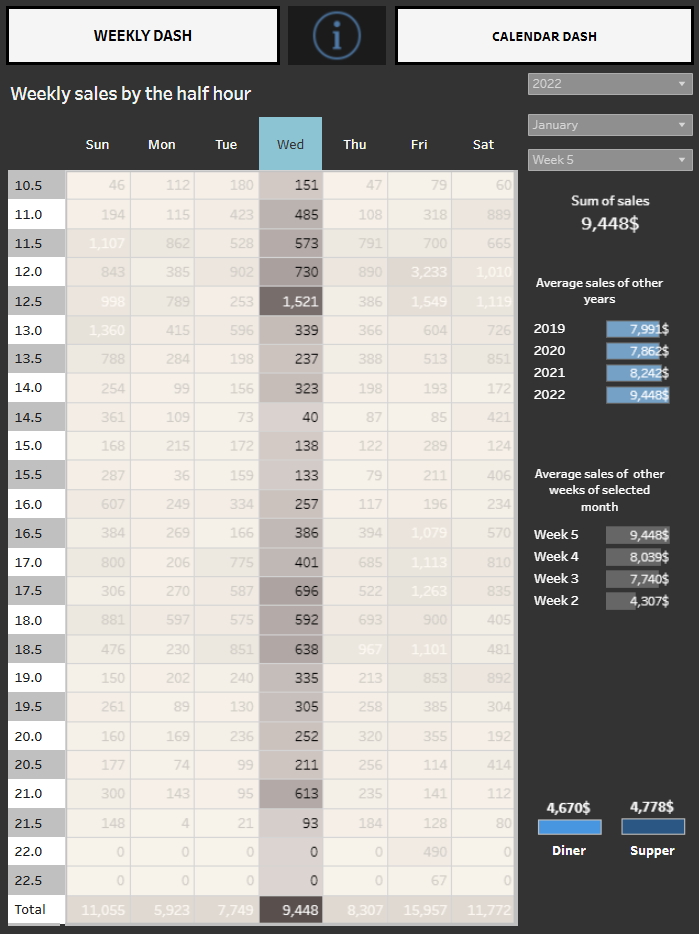 WEEKLY DASH
i
CALENDAR DASH
Weekly sales by the half hour
2022
January
Week 5
Sun Mon Tue Wed Thu Fri Sat
10.5 46 112 180 151 47 79 60
11.0 194 115 423 485 108 318 889
11.5 1,107 862 528 573 791 700 665
12.0 843 385 902 730 890 3,233 1,010
12.5 998 789 253 1,521 386 1,549 1,119
13.0 1,360 415 596 339 366 604 726
13.5 788 284 198 237 513 851
14.0 254 99 156 323 198 193 172
14.5 361 109 73 40 87 85 421
15.0 168 215 172 138 122 289 124
15.5 287 36 159 133 79 211 406
16.0 607 249 334 257 117 196 234
16.5 384 269 166 386 394 1,079 570
17.0 800 206 775 401 685 1,113 810
17.5 306 270 587 696 522 1,263 835
18.0 881 597 575 592 693 900 405
18.5 476 230 851 638 967 1,101 481
19.0 150 202 240 335 213 853 892
19.5 261 89 130 305 258 385 304
20.0 160 169 236 252 320 355 192
20.5 177 74 99 211 256 114 414
21.0 300 143 95 613 235 141 112
21.5 148 4 21 93 184 128 80
22.0 0 0 0 0 0 490 0
22.5 0 0 0 0 0 67 0
Total 11,055 5,923 7,749 9,448 8,307 15,957 11,772
Sum of sales
9,448$
Average sales of other
years
2019 7,991$
2020 7,862$
2021 8,242$
2022 9,448$
Average sales of other
weeks of selected
month
Week 5 9,448$
Week 4 8,039$
Week 3 7,740$
Week 2 4,307$
4,670$ 4,778$
Diner Supper